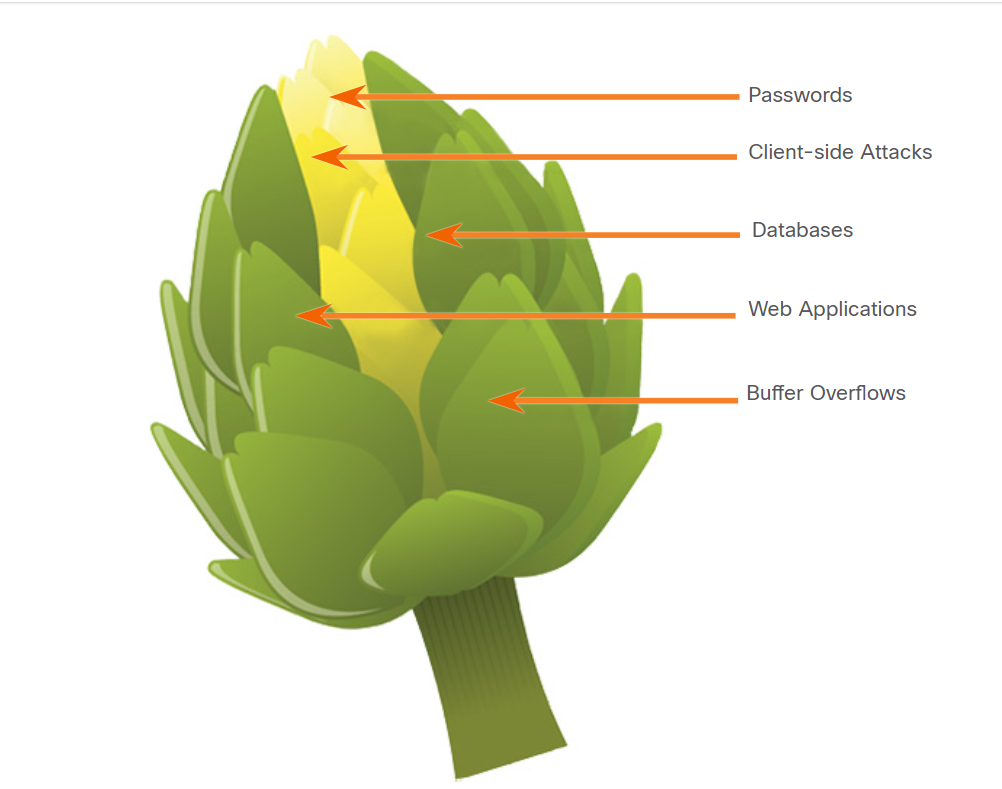 Passwords
Client-side Attacks
Databases
Web Applications
Buffer Overflows